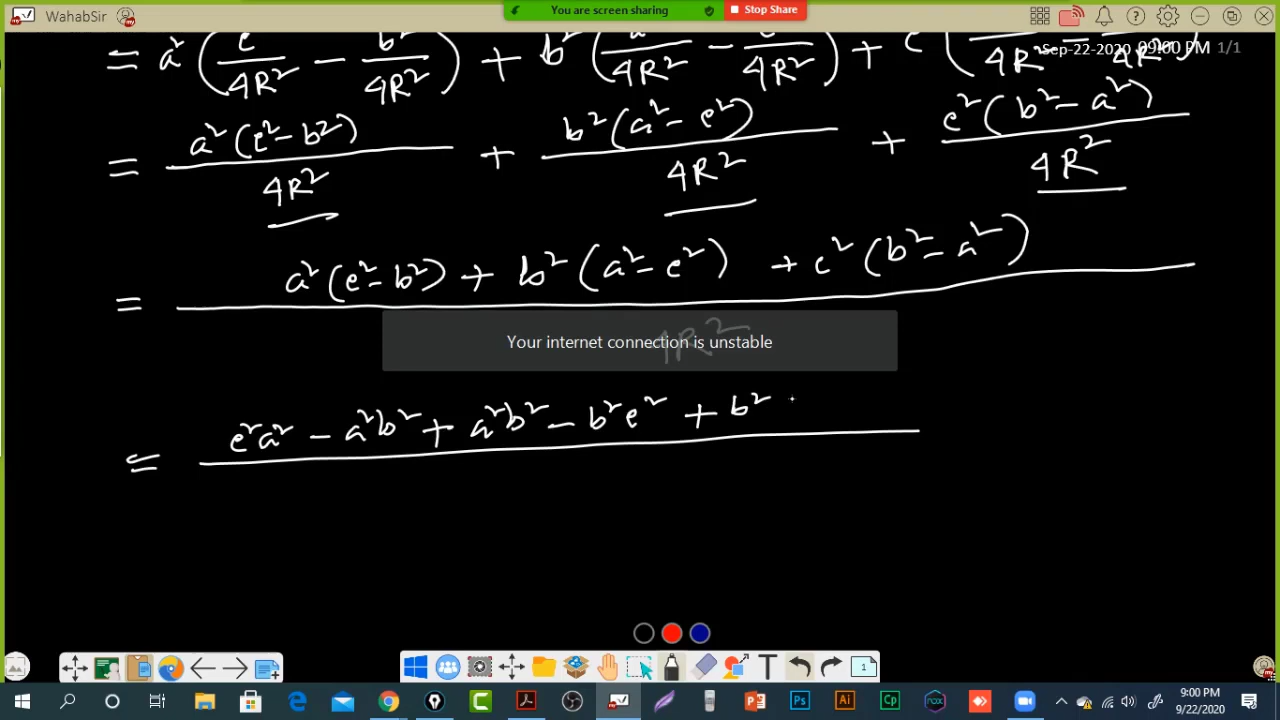 WahabSir
You are screen sharing
Stop Share
Sep-22-2020 09:00 PM 1/1
= a² (c²/4R² − b²/4R²) + b² (a²/4R² − c²/4R²) + c² (
= a²(c² − b²)/4R² + b²(a² − c²)/4R² + c²(b² − a²)/4R²
= a²(c² − b²) + b²(a² − c²) + c²(b² − a²)
4R²
Your internet connection is unstable
= c²a² − a²b² + a²b² − b²c² + b²
1
9:00 PM
9/22/2020